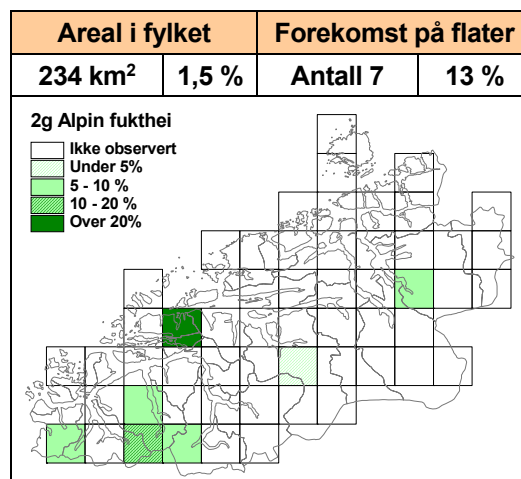 Areal i fylket Forekomst på flater
234 km² 1,5 % Antall 7 13 %
2g Alpin fukthei
Ikke observert
Under 5%
5 - 10 %
10 - 20 %
Over 20%